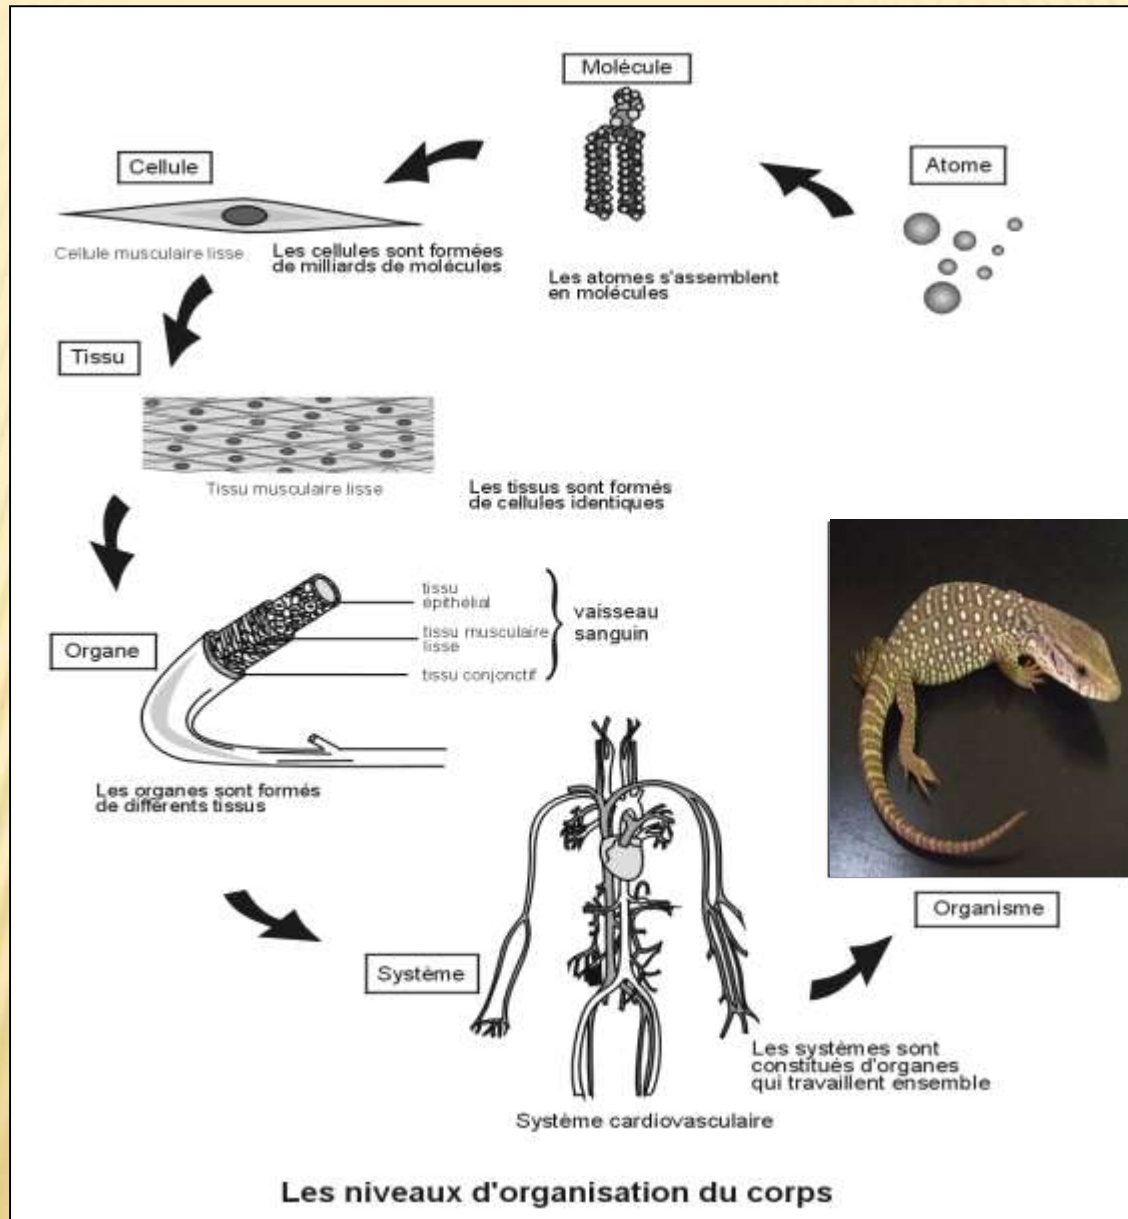 Molécule
Atome
Cellule
Cellule musculaire lisse
Les cellules sont formées
de milliards de molécules
Les atomes s'assemblent
en molécules
Tissu
Tissu musculaire lisse
Les tissus sont formés
de cellules identiques
Organe
tissu
épithélial
tissu musculaire
lisse
tissu conjonctif
vaisseau
sanguin
Les organes sont formés
de différents tissus
Système
Organisme
Les systèmes sont
constitués d'organes
qui travaillent ensemble
Système cardiovasculaire
Les niveaux d'organisation du corps